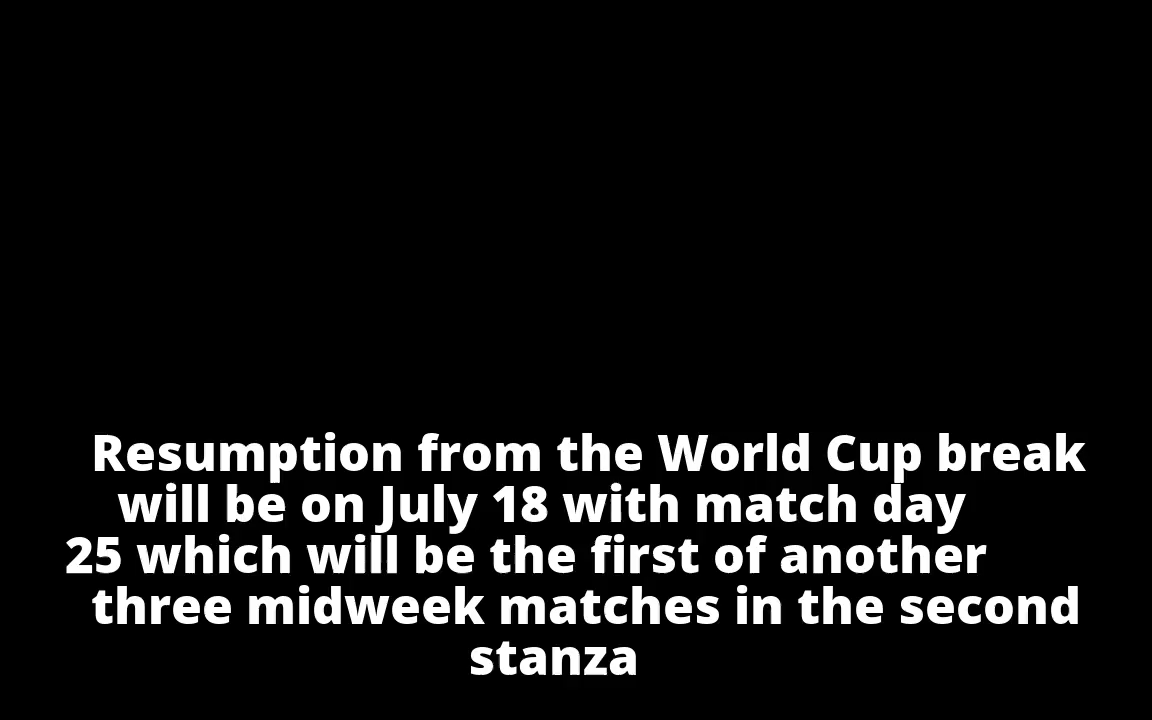 Resumption from the World Cup break
will be on July 18 with match day
25 which will be the first of another
three midweek matches in the second
stanza